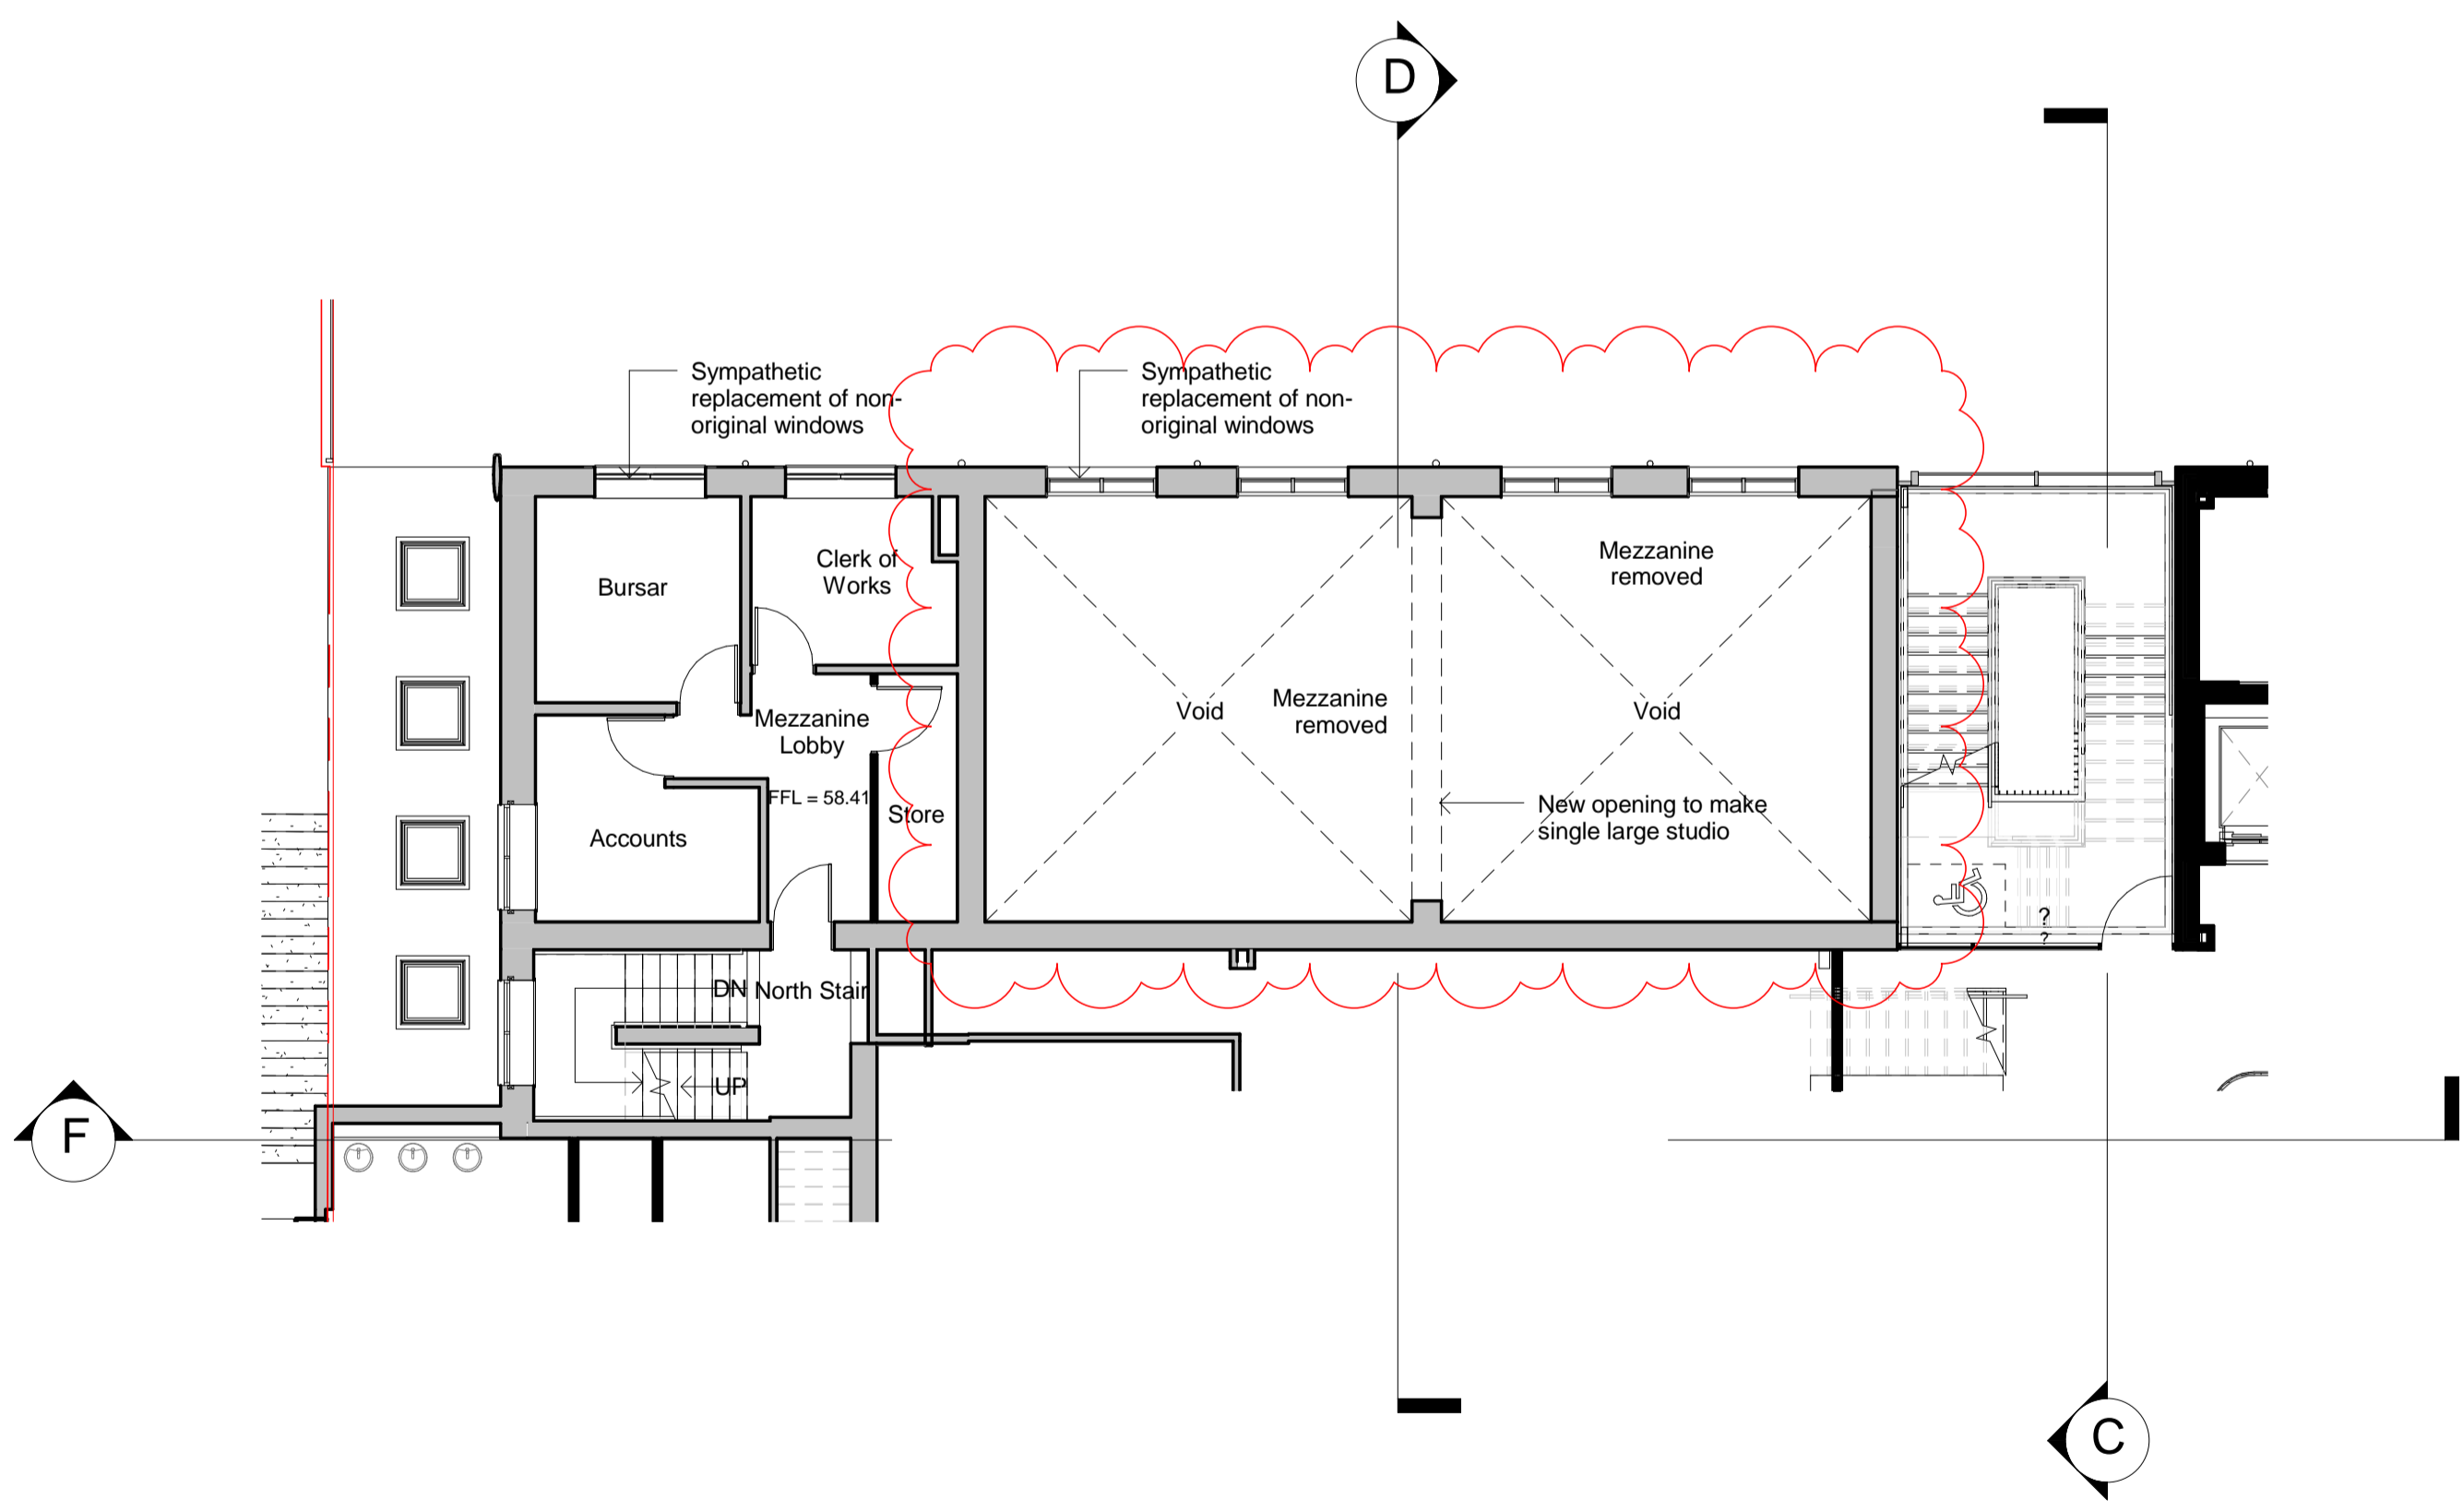 D
Sympathetic
replacement of non-
original windows
Sympathetic
replacement of non-
original windows
Bursar
Clerk of
Works
Mezzanine
removed
Mezzanine
Lobby
Void
Mezzanine
removed
Void
FFL = 58.41
Store
Accounts
New opening to make
single large studio
?
?
DN
North Stair
UP
F
C